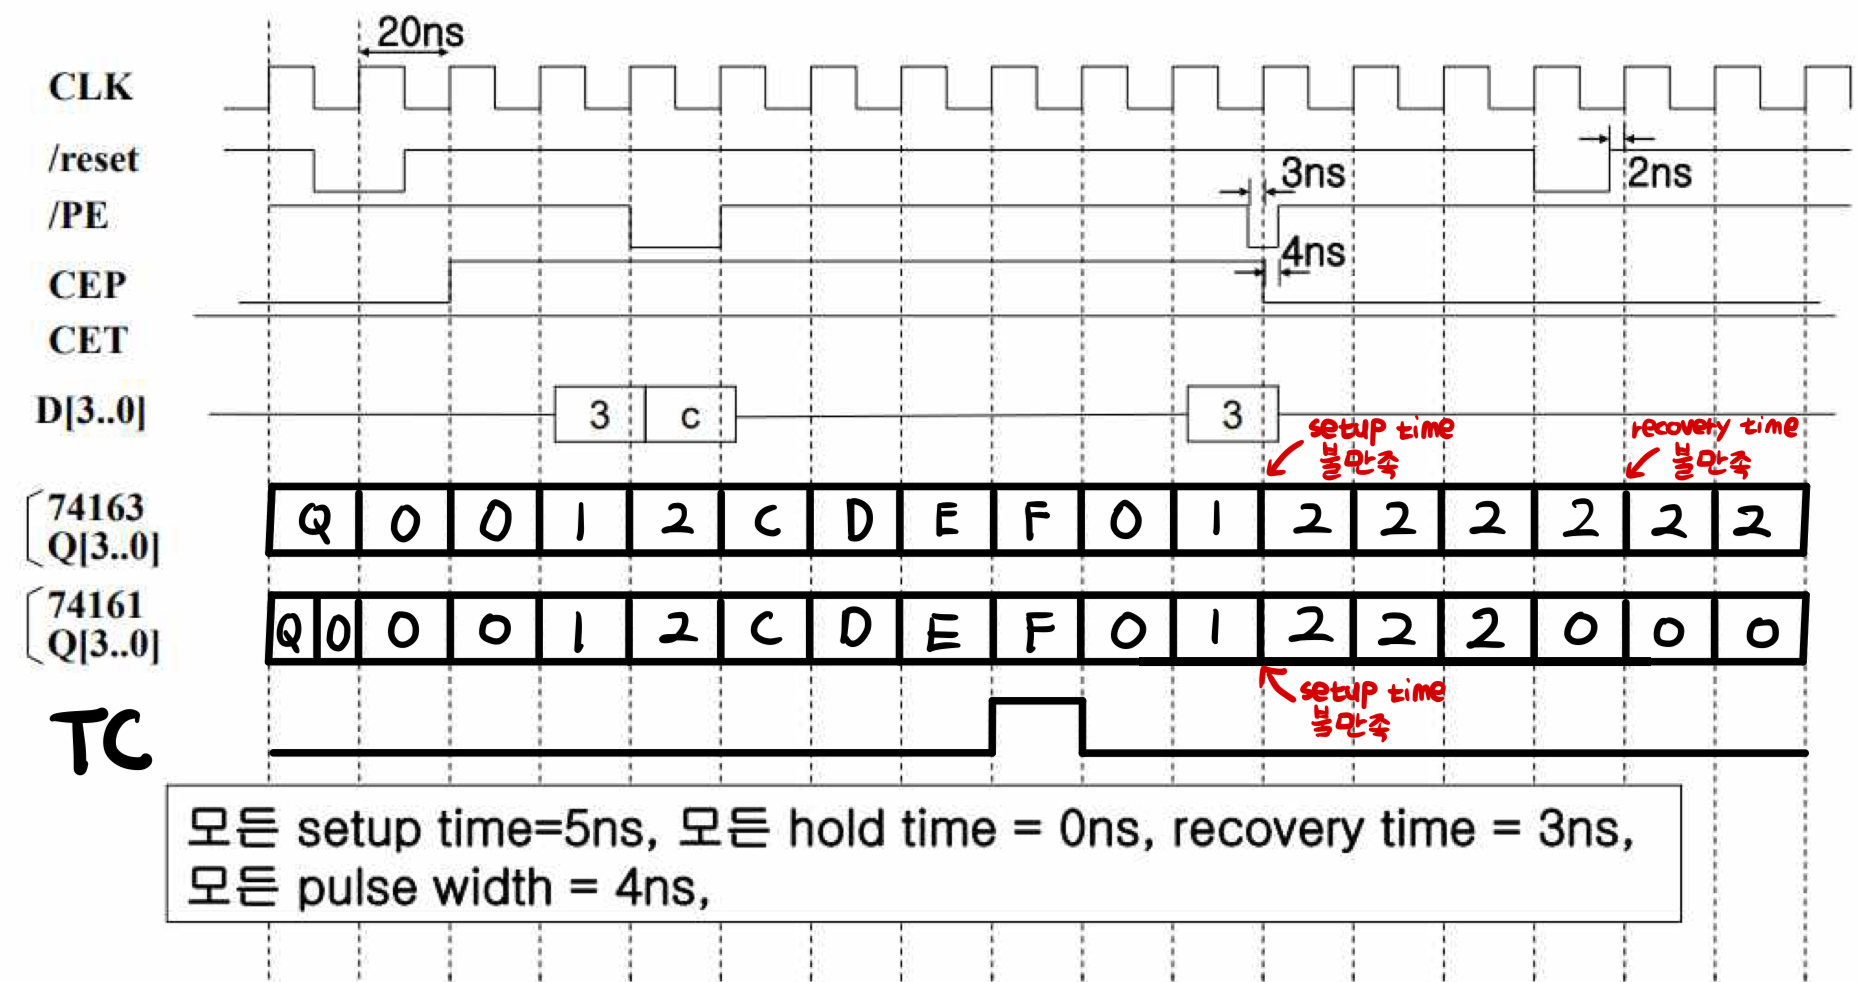 20ns
CLK
/reset
3ns
2ns
/PE
4ns
CEP
CET
D[3..0]
3
c
3
setup time
불만족
recovery time
불만족
74163
Q[3..0]
Q 0 0 1 2 C D E F 0 1 2 2 2 2 2 2
74161
Q[3..0]
Q 0 0 0 1 2 C D E F 0 1 2 2 2 0 0 0
setup time
불만족
TC
모든 setup time=5ns, 모든 hold time = 0ns, recovery time = 3ns,
모든 pulse width = 4ns,